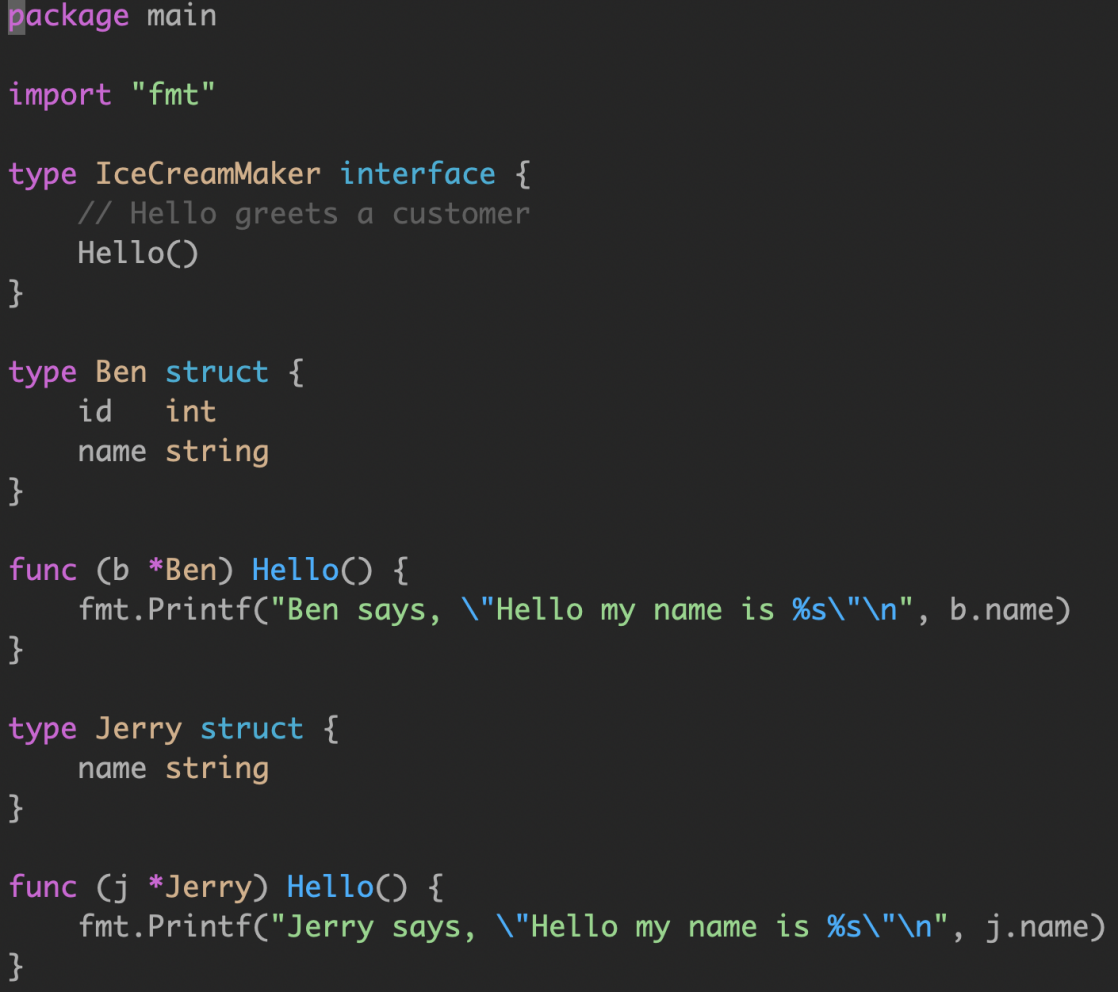 package main
import "fmt"
type IceCreamMaker interface {
    // Hello greets a customer
    Hello()
}
type Ben struct {
    id   int
    name string
}
func (b *Ben) Hello() {
    fmt.Printf("Ben says, \"Hello my name is %s\"\n", b.name)
}
type Jerry struct {
    name string
}
func (j *Jerry) Hello() {
    fmt.Printf("Jerry says, \"Hello my name is %s\"\n", j.name)
}